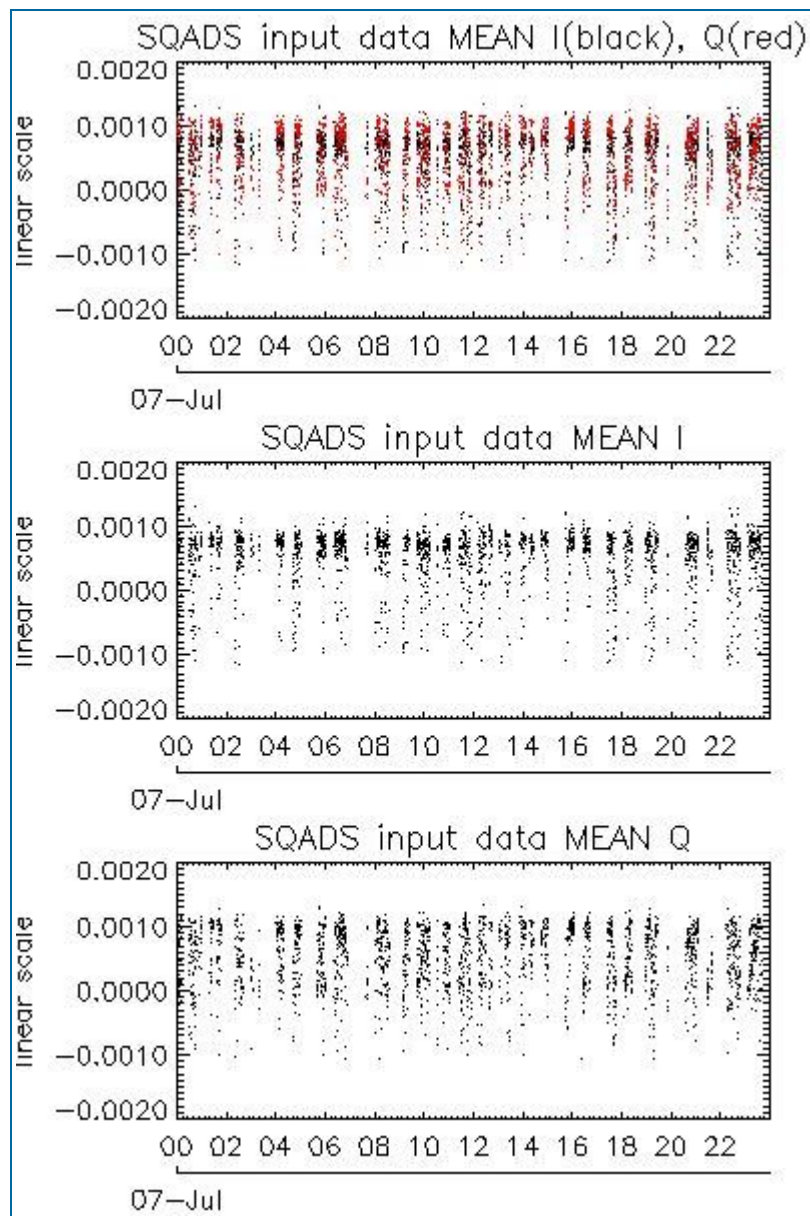 SQADS input data MEAN I(black), Q(red)
linear scale
0.0020
0.0010
0.0000
−0.0010
−0.0020
00 02 04 06 08 10 12 14 16 18 20 22
07−Jul
SQADS input data MEAN I
linear scale
0.0020
0.0010
0.0000
−0.0010
−0.0020
00 02 04 06 08 10 12 14 16 18 20 22
07−Jul
SQADS input data MEAN Q
linear scale
0.0020
0.0010
0.0000
−0.0010
−0.0020
00 02 04 06 08 10 12 14 16 18 20 22
07−Jul